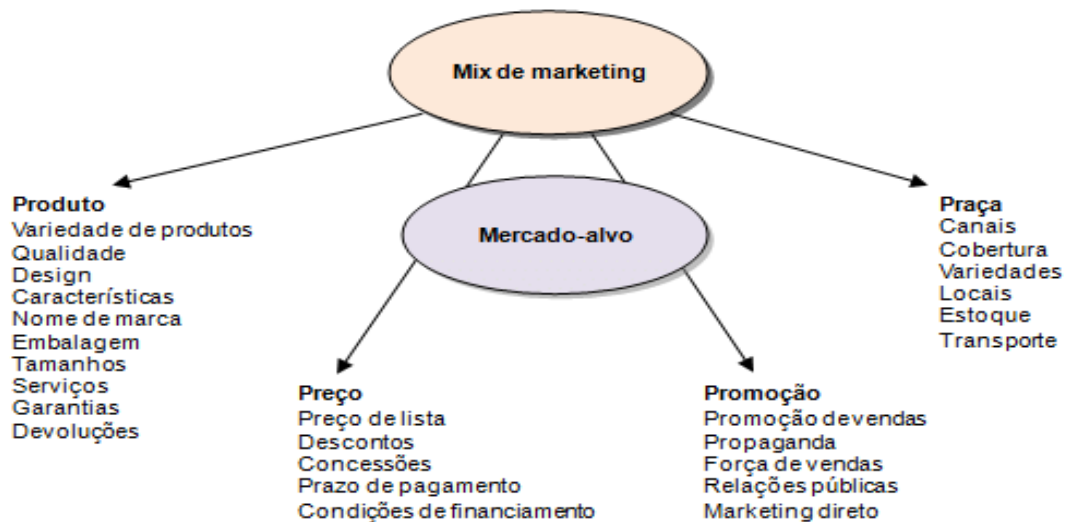 Mix de marketing
Mercado-alvo
Produto
Variedade de produtos
Qualidade
Design
Características
Nome de marca
Embalagem
Tamanhos
Serviços
Garantias
Devoluções
Preço
Preço de lista
Descontos
Concessões
Prazo de pagamento
Condições de financiamento
Promoção
Promoção de vendas
Propaganda
Força de vendas
Relações públicas
Marketing direto
Praça
Canais
Cobertura
Variedades
Locais
Estoque
Transporte